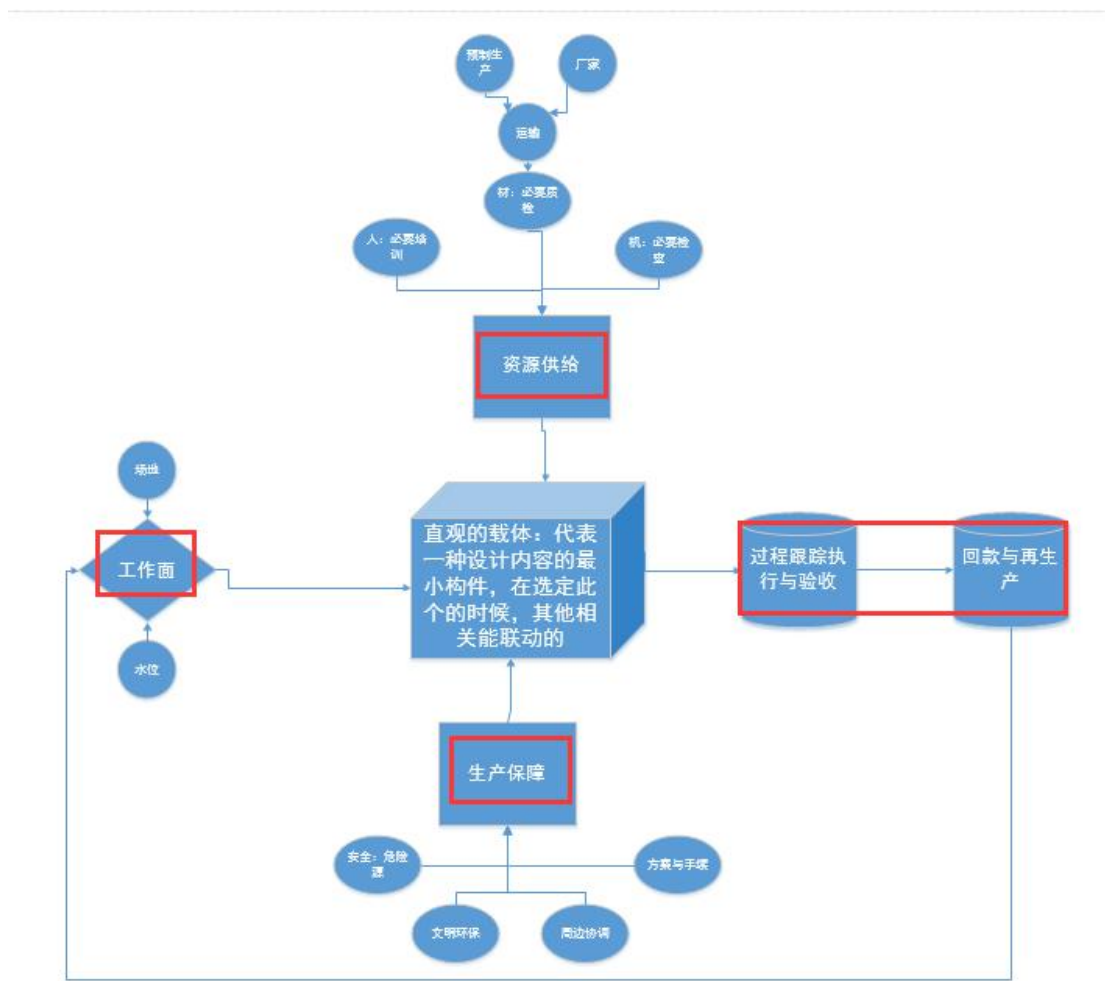 预制生
产
厂家
运输
材：必要质
检
人：必要培
训
机：必要检
查
资源供给
场地
工作面
水位
直观的载体：代表
一种设计内容的最
小构件，在选定此
个的时候，其他相
关能联动的
过程跟踪执
行与验收
回款与再生
产
生产保障
安全：危险
源
方案与手续
文明环保
周边协调